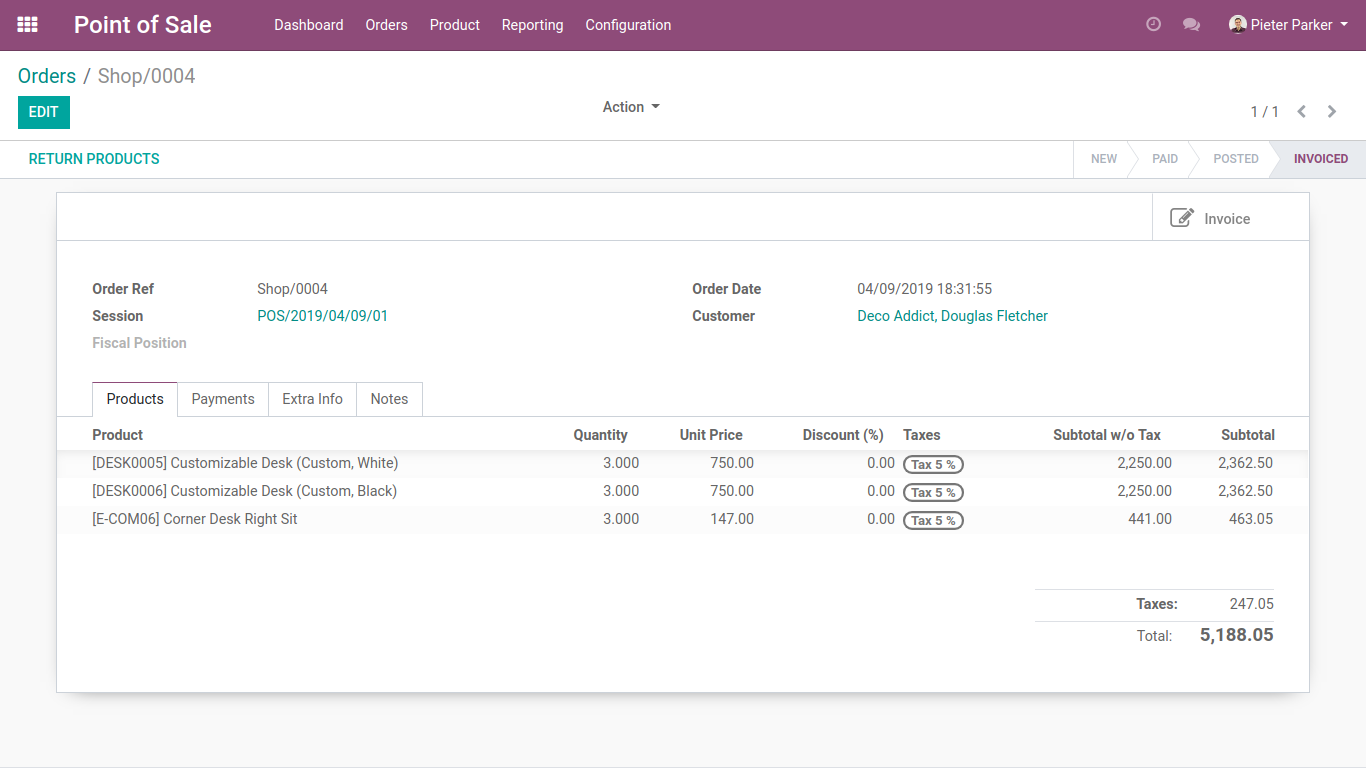 Point of Sale Dashboard Orders Product Reporting Configuration Pieter Parker
Orders / Shop/0004
EDIT Action 1 / 1
RETURN PRODUCTS NEW PAID POSTED INVOICED
Invoice
Order Ref Shop/0004 Order Date 04/09/2019 18:31:55
Session POS/2019/04/09/01 Customer Deco Addict, Douglas Fletcher
Fiscal Position
Products Payments Extra Info Notes
Product Quantity Unit Price Discount (%) Taxes Subtotal w/o Tax Subtotal
[DESK0005] Customizable Desk (Custom, White) 3.000 750.00 0.00 Tax 5 % 2,250.00 2,362.50
[DESK0006] Customizable Desk (Custom, Black) 3.000 750.00 0.00 Tax 5 % 2,250.00 2,362.50
[E-COM06] Corner Desk Right Sit 3.000 147.00 0.00 Tax 5 % 441.00 463.05
Taxes: 247.05
Total: 5,188.05